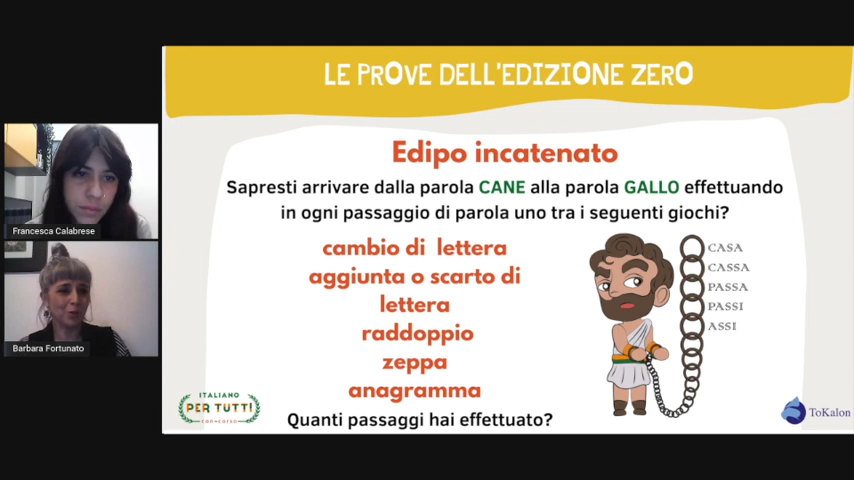 LE PROVE DELL'EDIZIONE ZERO
Edipo incatenato
Sapresti arrivare dalla parola CANE alla parola GALLO effettuando
in ogni passaggio di parola uno tra i seguenti giochi?
cambio di lettera
aggiunta o scarto di
lettera
raddoppio
zeppa
anagramma
Quanti passaggi hai effettuato?
CASA
CASSA
PASSA
PASSI
ASSI
Francesca Calabrese
Barbara Fortunato
ITALIANO
PER TUTTI
concorso
ToKalon